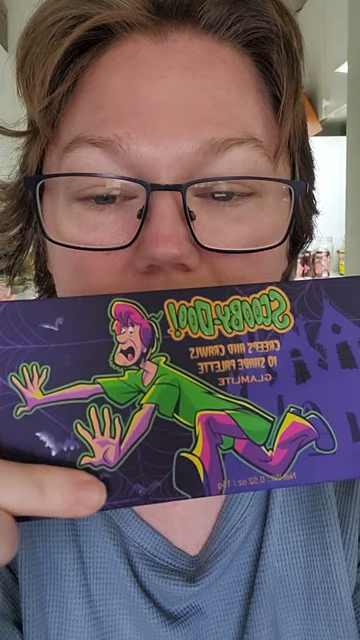 SCOOBY-DOO!
CREEPS AND CRAWLS
10 SHADE PALETTE
GLAMLITE
Net Wt. 0.52 oz / 15g